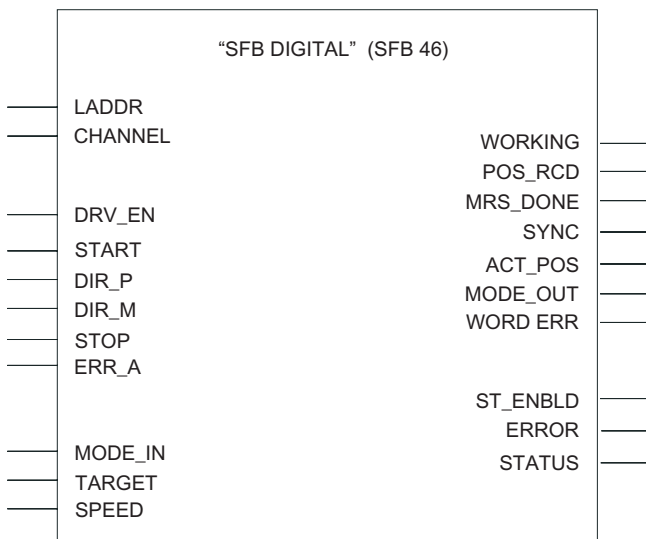 “SFB DIGITAL” (SFB 46)
LADDR
CHANNEL
DRV_EN
START
DIR_P
DIR_M
STOP
ERR_A
MODE_IN
TARGET
SPEED
WORKING
POS_RCD
MRS_DONE
SYNC
ACT_POS
MODE_OUT
WORD ERR
ST_ENBLD
ERROR
STATUS